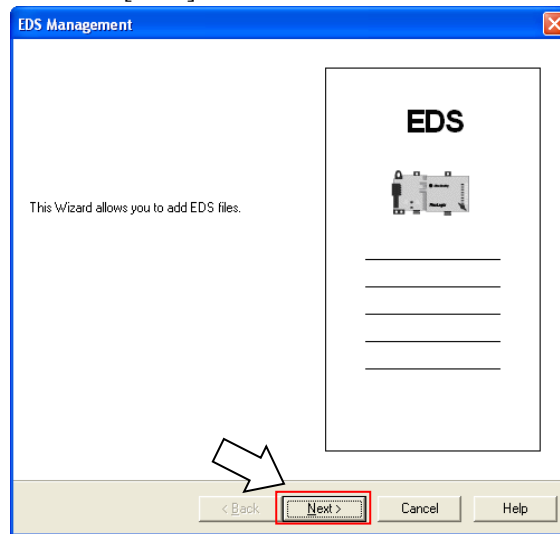 EDS Management
EDS
This Wizard allows you to add EDS files.
< Back Next > Cancel Help